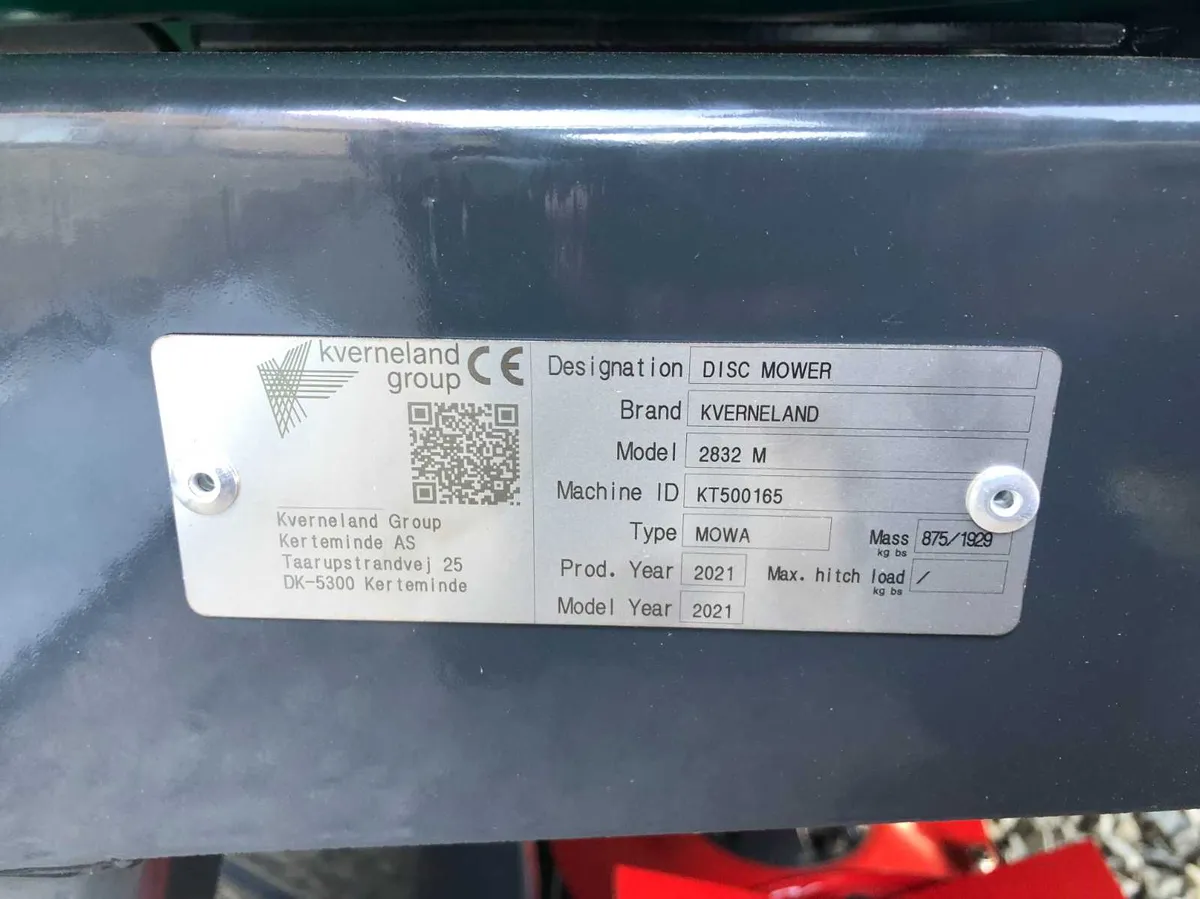 kverneland
group
CE
Kverneland Group
Kerteminde AS
Taarupstrandvej 25
DK-5300 Kerteminde
Designation DISC MOWER
Brand KVERNELAND
Model 2832 M
Machine ID KT500165
Type MOWA Mass 875/1929
kg bs
Prod. Year 2021 Max. hitch load /
kg bs
Model Year 2021